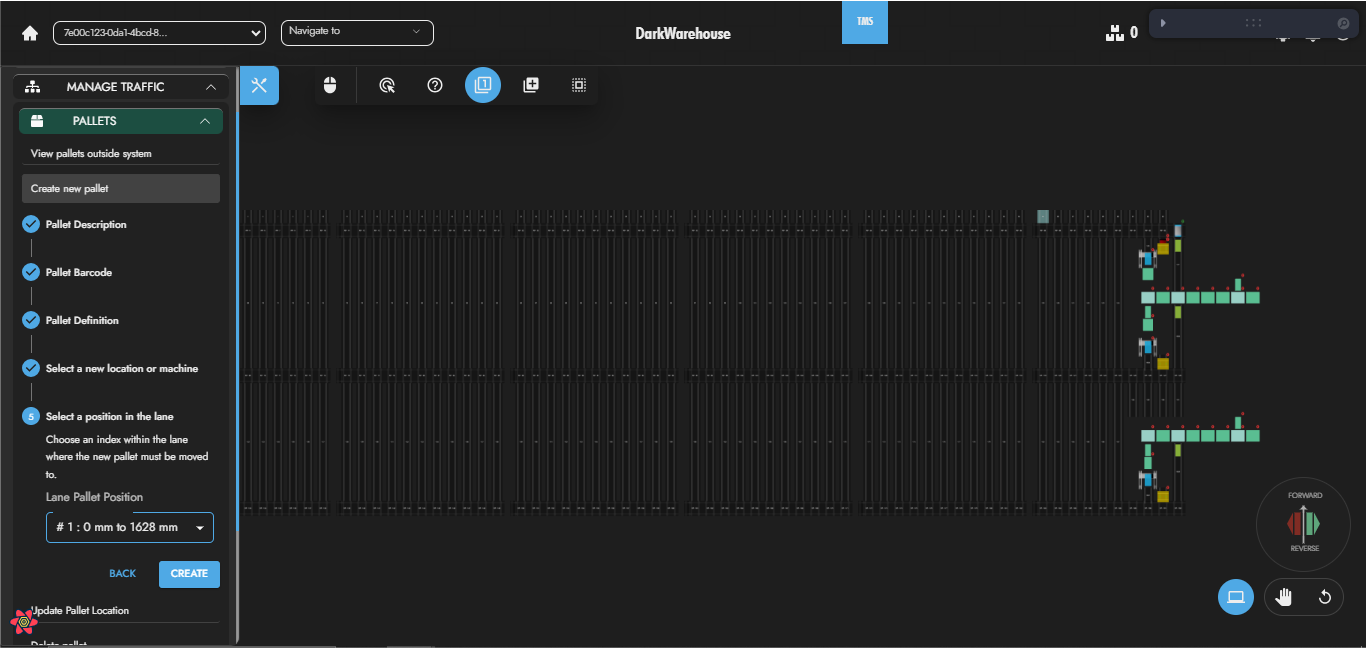 7e00c123-0da1-4bcd-8...
Navigate to
DarkWarehouse
TMS
0
MANAGE TRAFFIC
PALLETS
1
View pallets outside system
Create new pallet
Pallet Description
Pallet Barcode
Pallet Definition
Select a new location or machine
5 Select a position in the lane
Choose an index within the lane
where the new pallet must be moved
to.
Lane Pallet Position
# 1 : 0 mm to 1628 mm
BACK CREATE
Update Pallet Location
Delete pallet
FORWARD
REVERSE